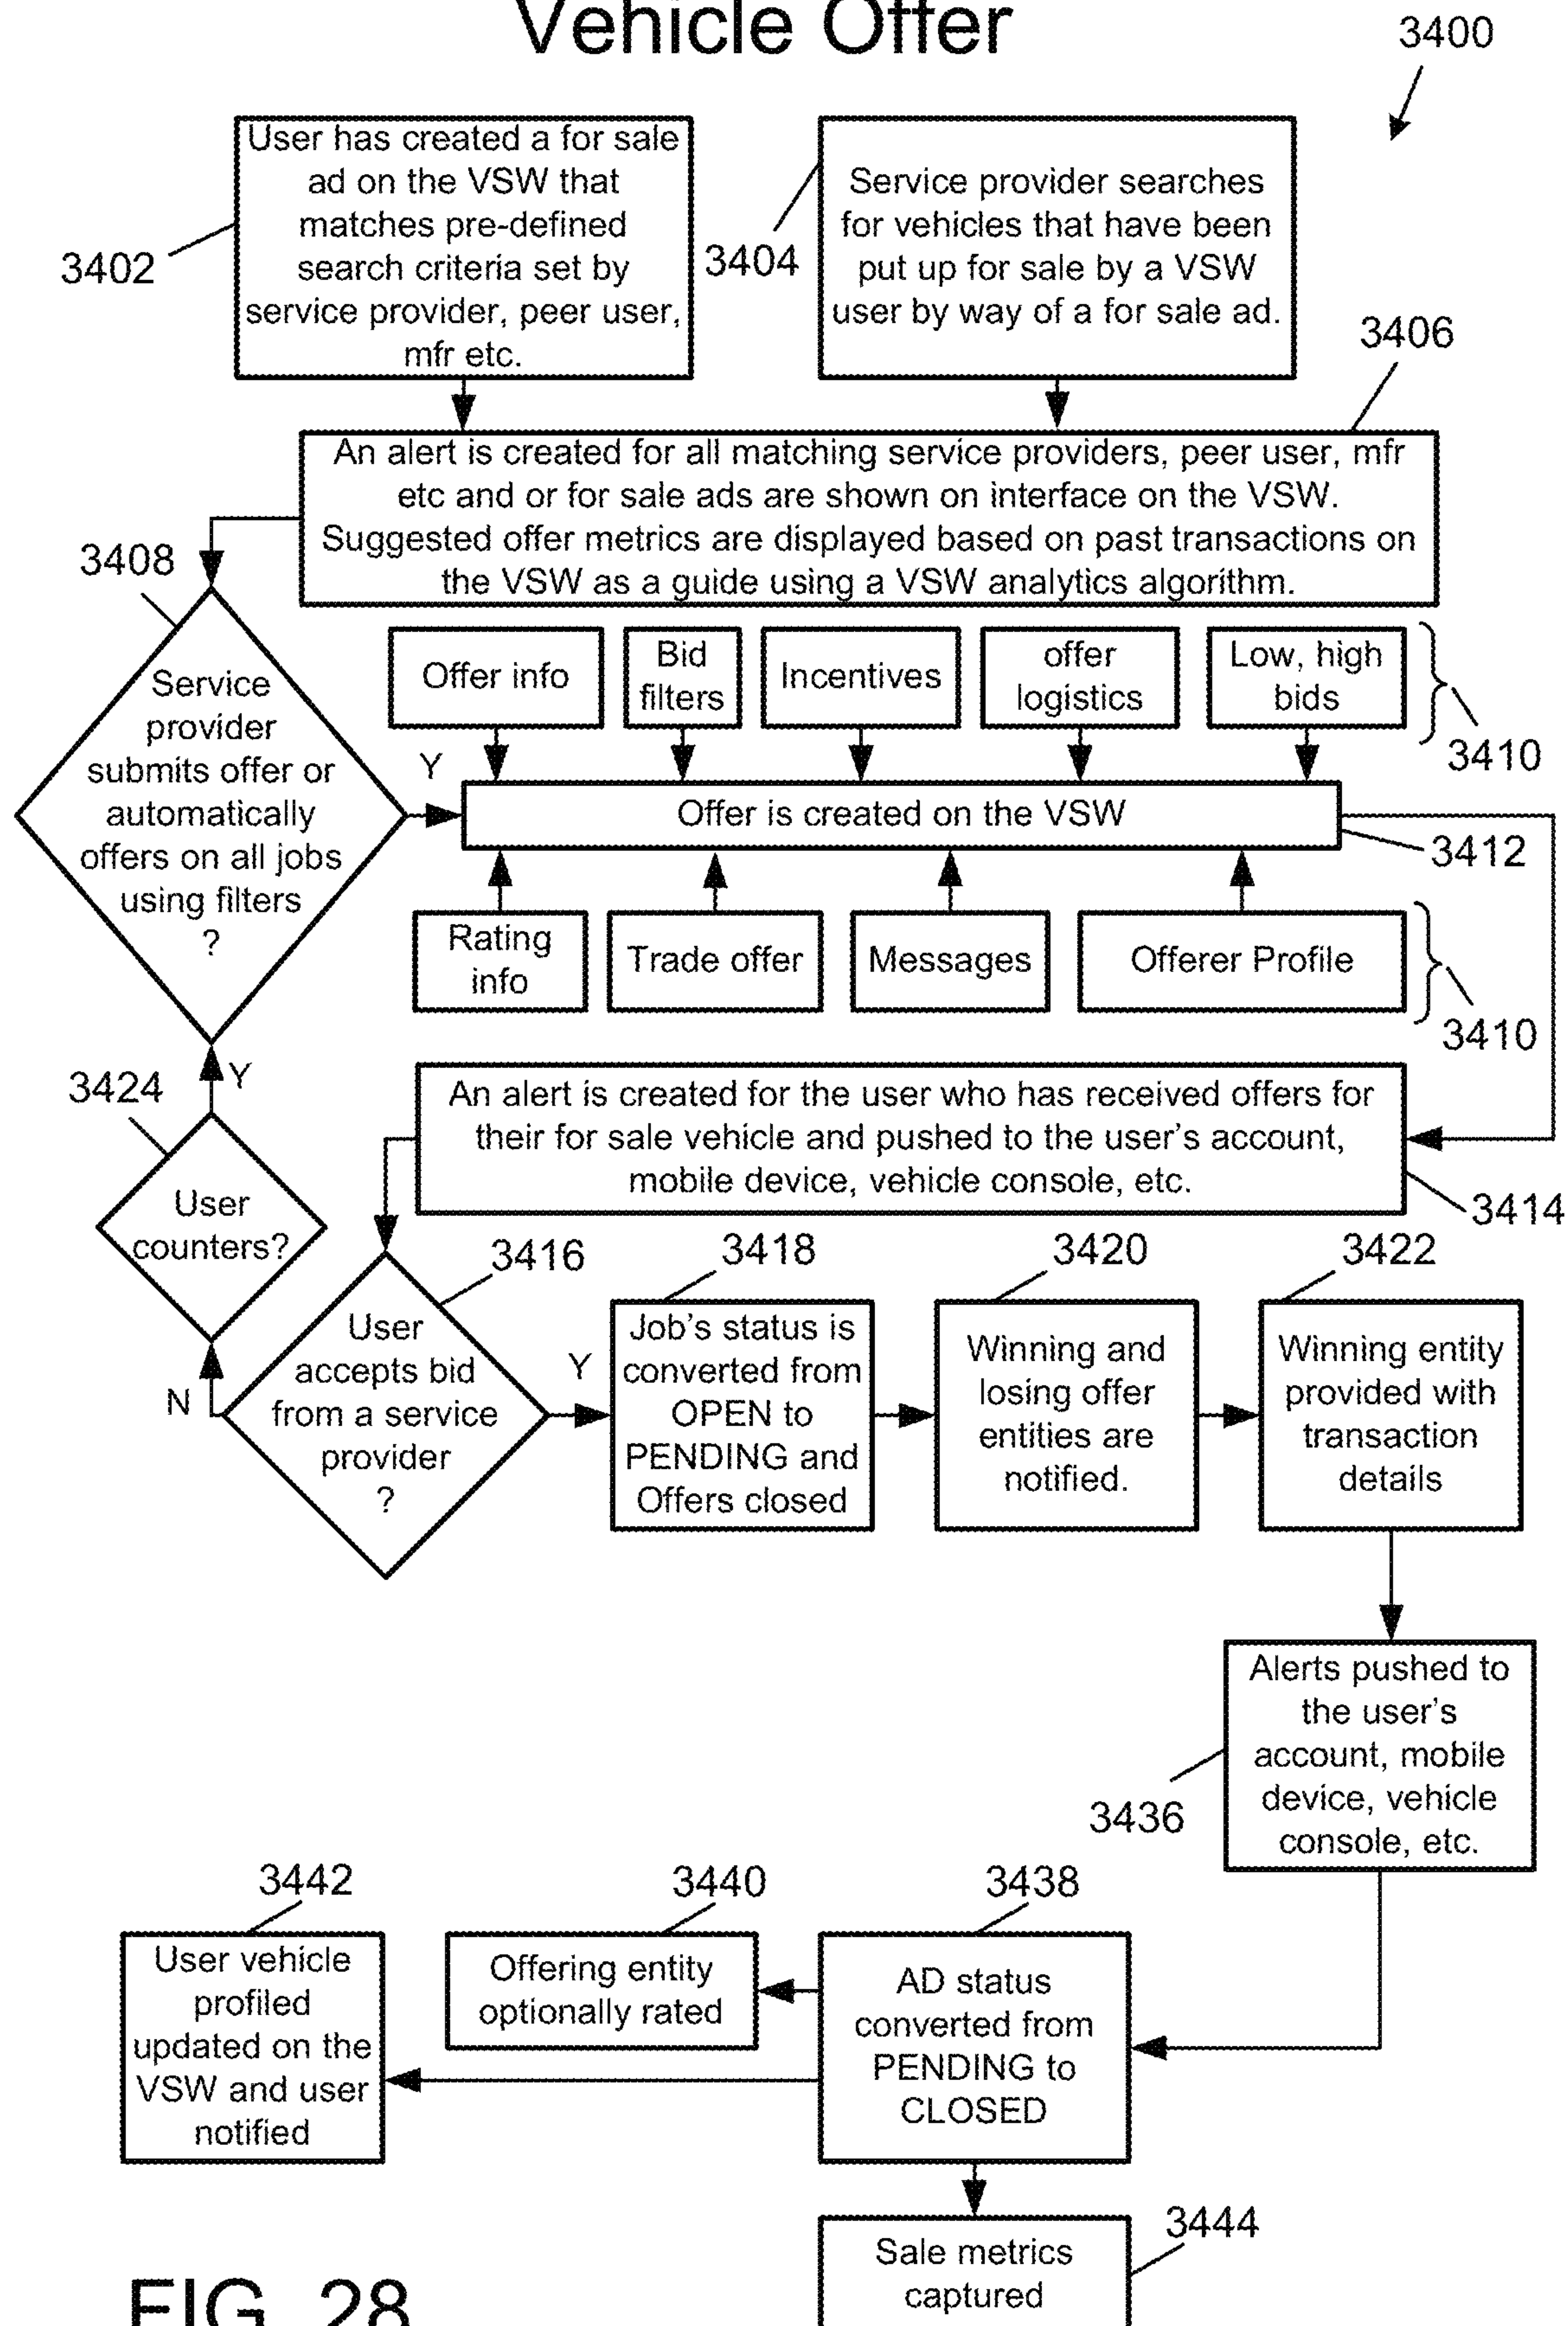 Vehicle Offer
3400
User has created a for sale
ad on the VSW that
matches pre-defined
search criteria set by
service provider, peer user,
mfr etc.
3402
Service provider searches
for vehicles that have been
put up for sale by a VSW
user by way of a for sale ad.
3404
3406
An alert is created for all matching service providers, peer user, mfr
etc and or for sale ads are shown on interface on the VSW.
Suggested offer metrics are displayed based on past transactions on
the VSW as a guide using a VSW analytics algorithm.
3408
Service
provider
submits offer or
automatically
offers on all jobs
using filters
?
Y
Offer info
Bid
filters
Incentives
offer
logistics
Low, high
bids
3410
Offer is created on the VSW
3412
Rating
info
Trade offer
Messages
Offerer Profile
3410
3424
Y
User
counters?
An alert is created for the user who has received offers for
their for sale vehicle and pushed to the user's account,
mobile device, vehicle console, etc.
3414
3416
User
accepts bid
from a service
provider
?
N
Y
3418
Job's status is
converted from
OPEN to
PENDING and
Offers closed
3420
Winning and
losing offer
entities are
notified.
3422
Winning entity
provided with
transaction
details
Alerts pushed to
the user's
account, mobile
device, vehicle
console, etc.
3436
3442
User vehicle
profiled
updated on the
VSW and user
notified
3440
Offering entity
optionally rated
3438
AD status
converted from
PENDING to
CLOSED
3444
Sale metrics
captured
FIG. 28